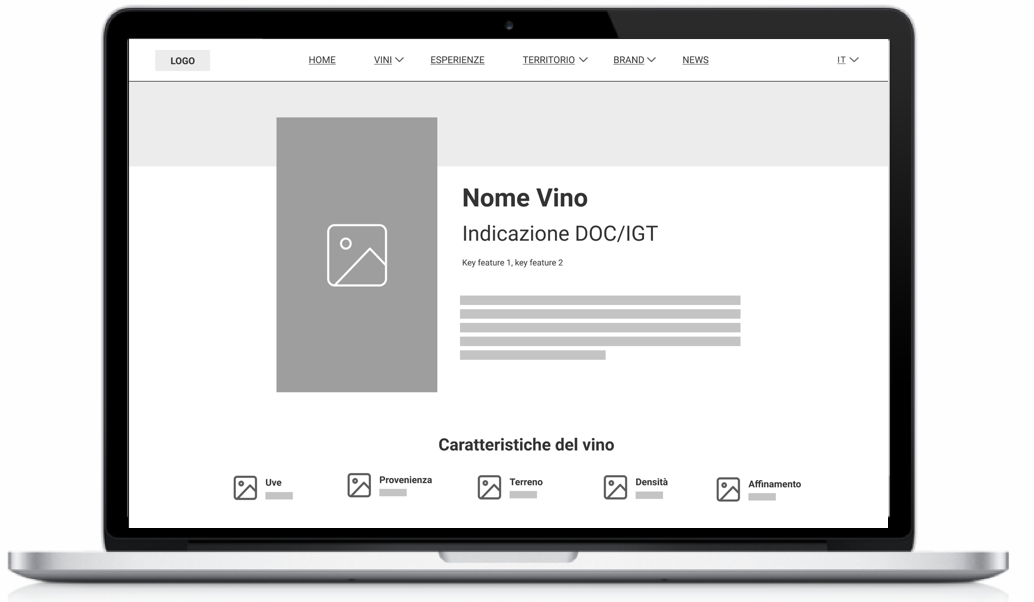 LOGO
HOME VINI ESPERIENZE TERRITORIO BRAND NEWS IT
Nome Vino
Indicazione DOC/IGT
Key feature 1, key feature 2
Caratteristiche del vino
Uve Provenienza Terreno Densità Affinamento